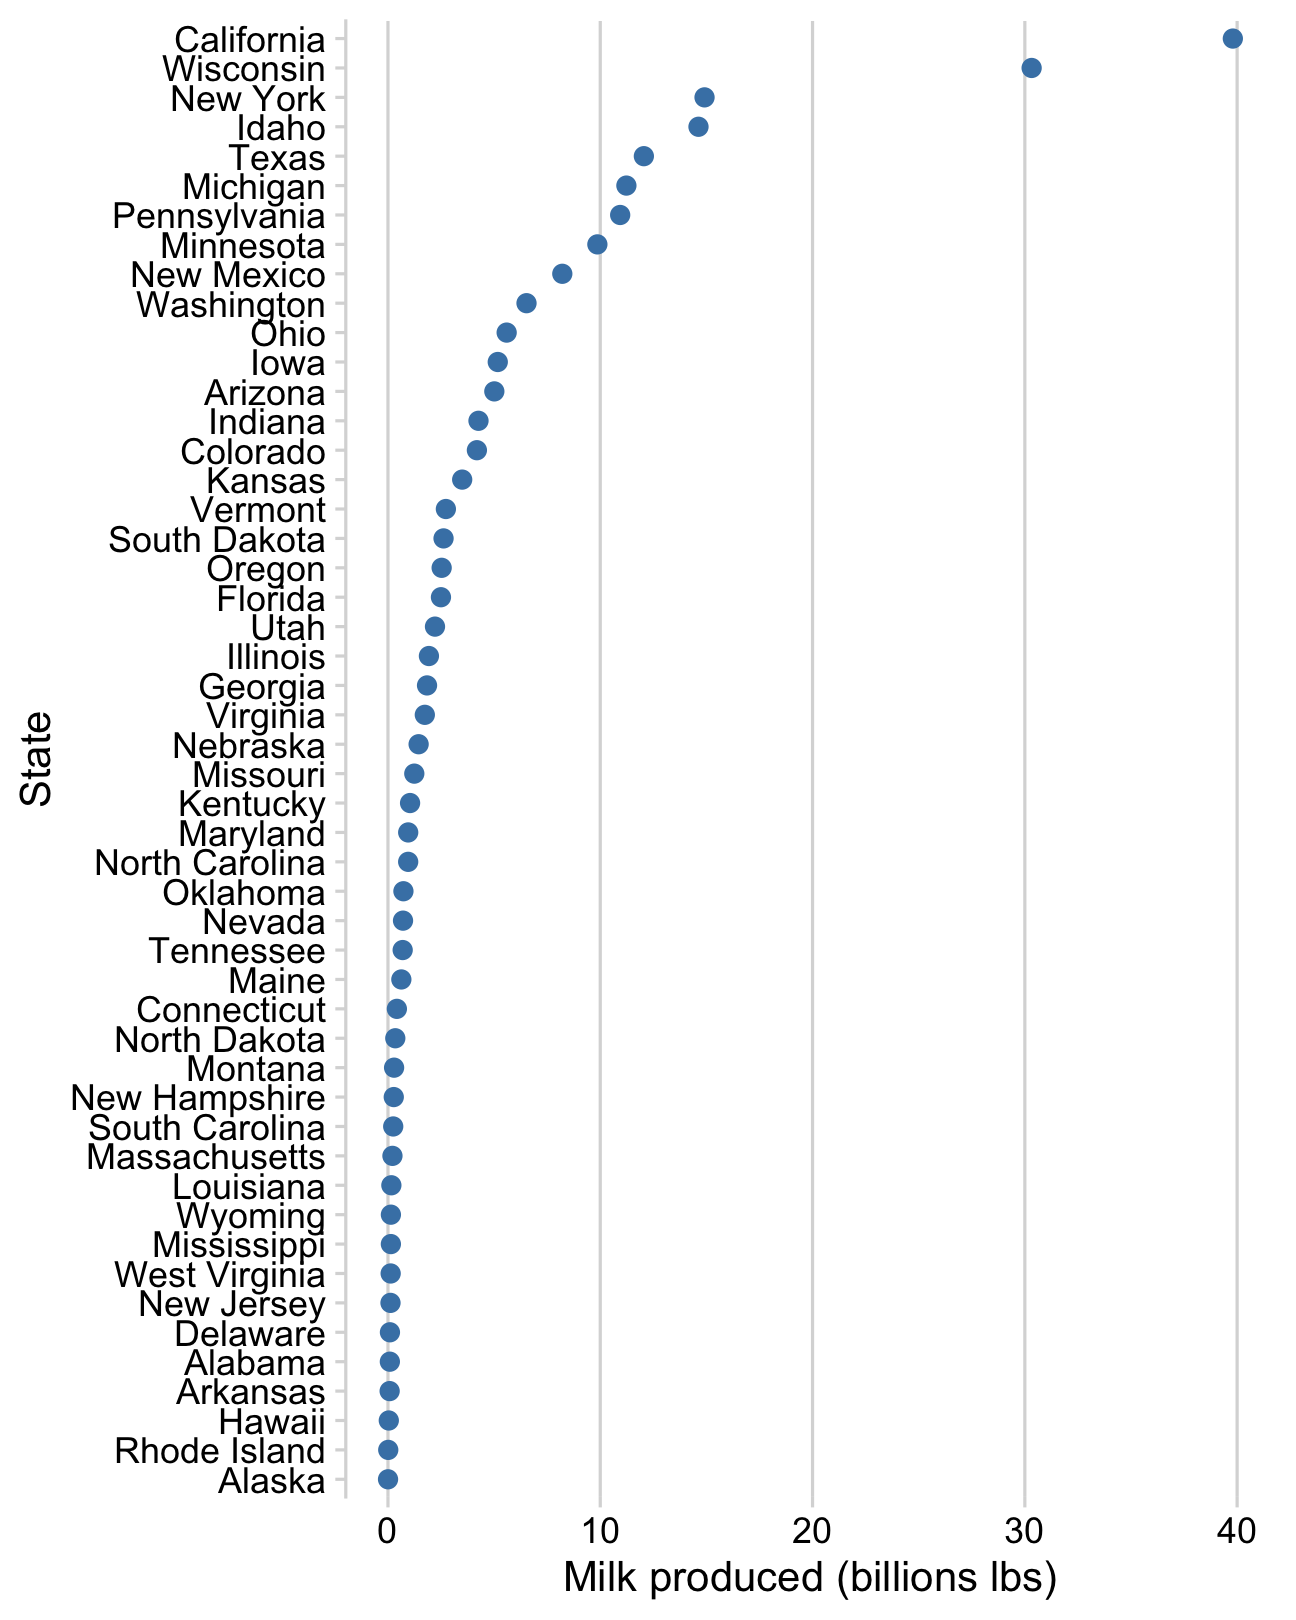 California
Wisconsin
New York
Idaho
Texas
Michigan
Pennsylvania
Minnesota
New Mexico
Washington
Ohio
Iowa
Arizona
Indiana
Colorado
Kansas
Vermont
South Dakota
Oregon
Florida
Utah
Illinois
Georgia
Virginia
Nebraska
Missouri
Kentucky
Maryland
North Carolina
Oklahoma
Nevada
Tennessee
Maine
Connecticut
North Dakota
Montana
New Hampshire
South Carolina
Massachusetts
Louisiana
Wyoming
Mississippi
West Virginia
New Jersey
Delaware
Alabama
Arkansas
Hawaii
Rhode Island
Alaska
State
0 10 20 30 40
Milk produced (billions lbs)